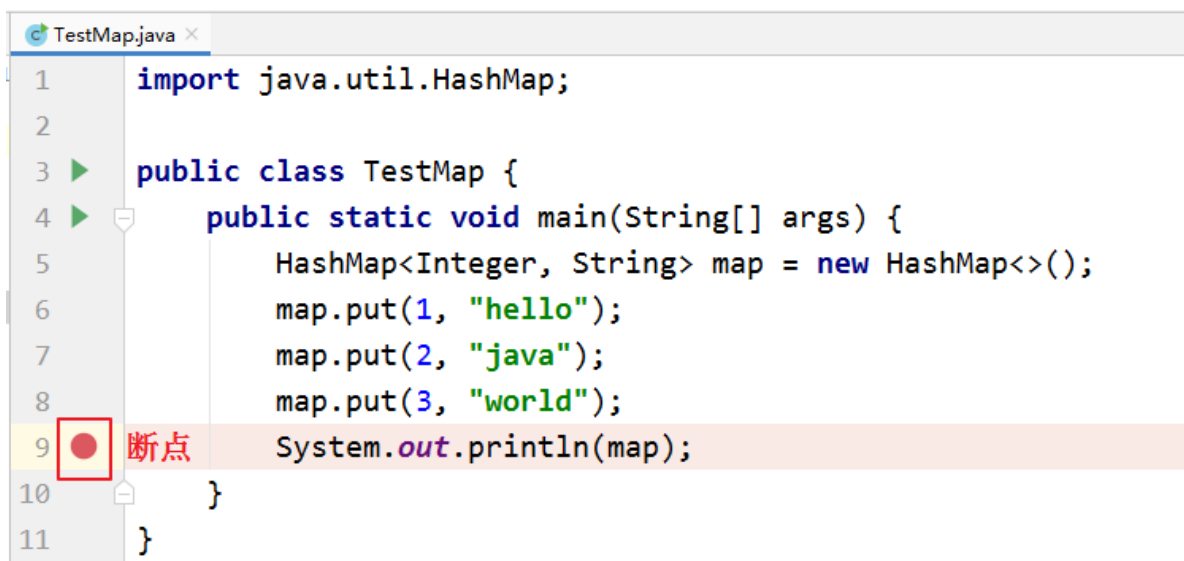 TestMap.java
1 import java.util.HashMap;
2
3 public class TestMap {
4 public static void main(String[] args) {
5 HashMap<Integer, String> map = new HashMap<>();
6 map.put(1, "hello");
7 map.put(2, "java");
8 map.put(3, "world");
9 断点 System.out.println(map);
10 }
11 }